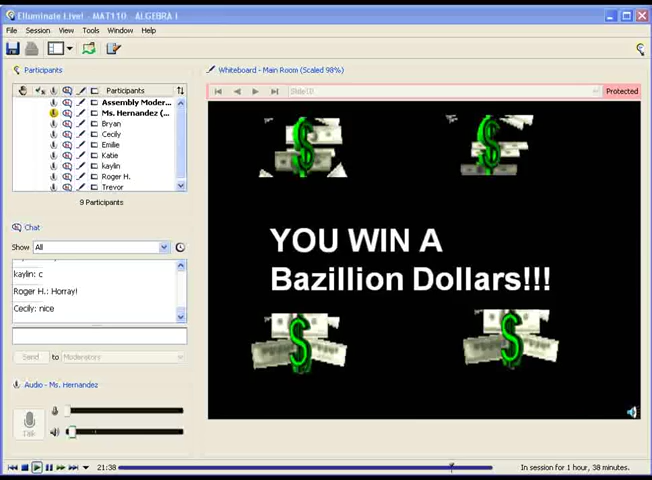 Elluminate Live! - MAT110 - ALGEBRA I
File Session View Tools Window Help
Participants
Participants
Assembly Moder...
Ms. Hernandez (...
Bryan
Cecily
Emilie
Katie
kaylin
Roger H.
Trevor
9 Participants
Chat
Show All
kaylin: c
Roger H.: Horray!
Cecily: nice
Send to Moderators
Audio - Ms. Hernandez
Talk
Whiteboard - Main Room (Scaled 98%)
Protected
YOU WIN A
Bazillion Dollars!!!
21:38
In session for 1 hour, 38 minutes.